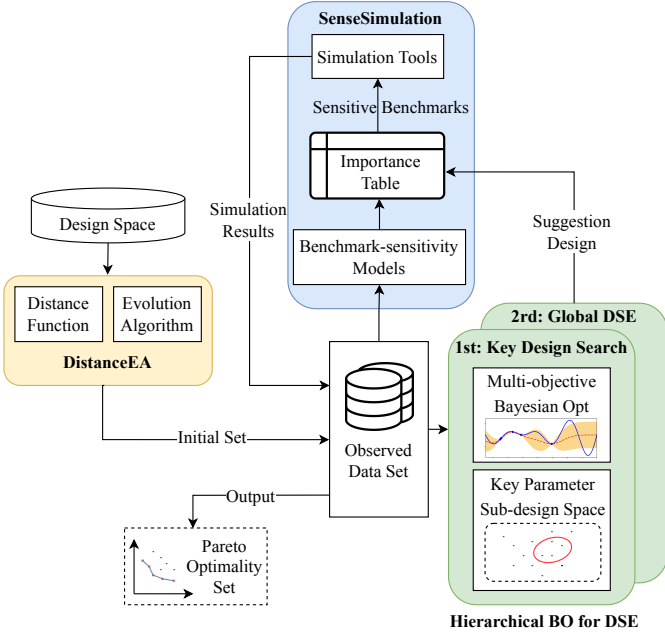 SenseSimulation
Simulation Tools
Sensitive Benchmarks
Importance
Table
Simulation
Results
Benchmark-sensitivity
Models
Suggestion
Design
Design Space
Distance
Function
Evolution
Algorithm
DistanceEA
Initial Set
Observed
Data Set
Output
Pareto
Optimality
Set
2rd: Global DSE
1st: Key Design Search
Multi-objective
Bayesian Opt
Key Parameter
Sub-design Space
Hierarchical BO for DSE